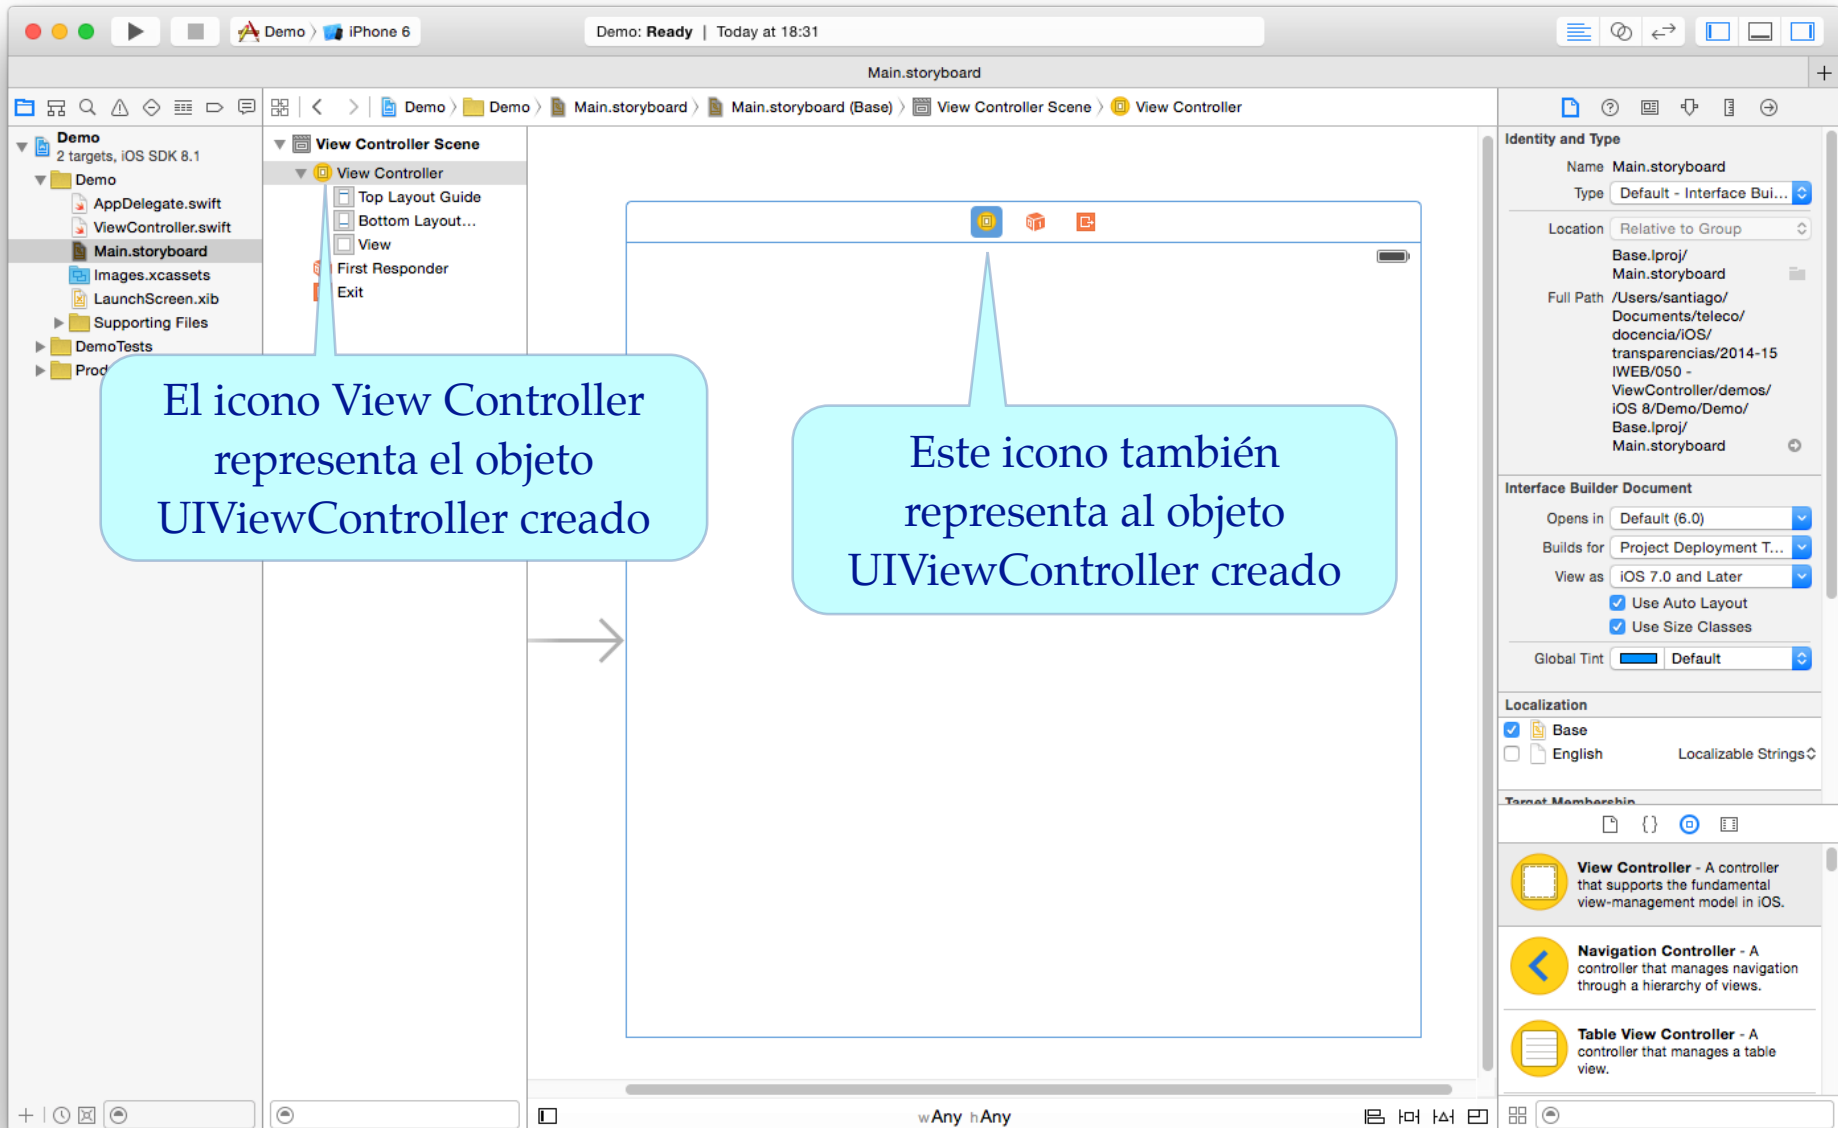 Demo
iPhone 6
Demo: Ready | Today at 18:31
Main.storyboard
Demo
Demo
Main.storyboard
Main.storyboard (Base)
View Controller Scene
View Controller
Demo
2 targets, iOS SDK 8.1
Demo
AppDelegate.swift
ViewController.swift
Main.storyboard
Images.xcassets
LaunchScreen.xib
Supporting Files
DemoTests
Prod
View Controller Scene
View Controller
Top Layout Guide
Bottom Layout...
View
First Responder
Exit
El icono View Controller
representa el objeto
UIViewController creado
Este icono también
representa al objeto
UIViewController creado
wAny hAny
Identity and Type
Name Main.storyboard
Type Default - Interface Bui...
Location Relative to Group
Base.lproj/
Main.storyboard
Full Path /Users/santiago/
Documents/teleco/
docencia/iOS/
transparencias/2014-15
IWEB/050 -
ViewController/demos/
iOS 8/Demo/Demo/
Base.lproj/
Main.storyboard
Interface Builder Document
Opens in Default (6.0)
Builds for Project Deployment T...
View as iOS 7.0 and Later
Use Auto Layout
Use Size Classes
Global Tint Default
Localization
Base
English Localizable Strings
Target Membership
View Controller - A controller
that supports the fundamental
view-management model in iOS.
Navigation Controller - A
controller that manages navigation
through a hierarchy of views.
Table View Controller - A
controller that manages a table
view.